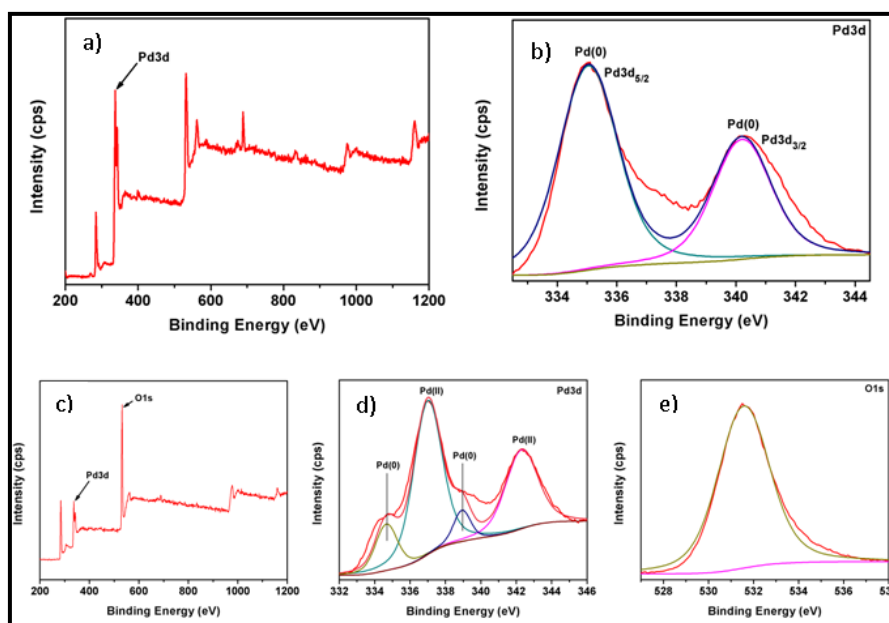 a)
Pd3d
Intensity (cps)
200 400 600 800 1000 1200
Binding Energy (eV)
b)
Pd3d
Pd(0)
Pd3d5/2
Pd(0)
Pd3d3/2
Intensity (cps)
334 336 338 340 342 344
Binding Energy (eV)
c)
O1s
Pd3d
Intensity (cps)
200 400 600 800 1000 1200
Binding Energy (eV)
d)
Pd3d
Pd(II)
Pd(0)
Pd(0)
Pd(II)
Intensity (cps)
332 334 336 338 340 342 344 346
Binding Energy (eV)
e)
O1s
Intensity (cps)
528 530 532 534 536 53
Binding Energy (eV)